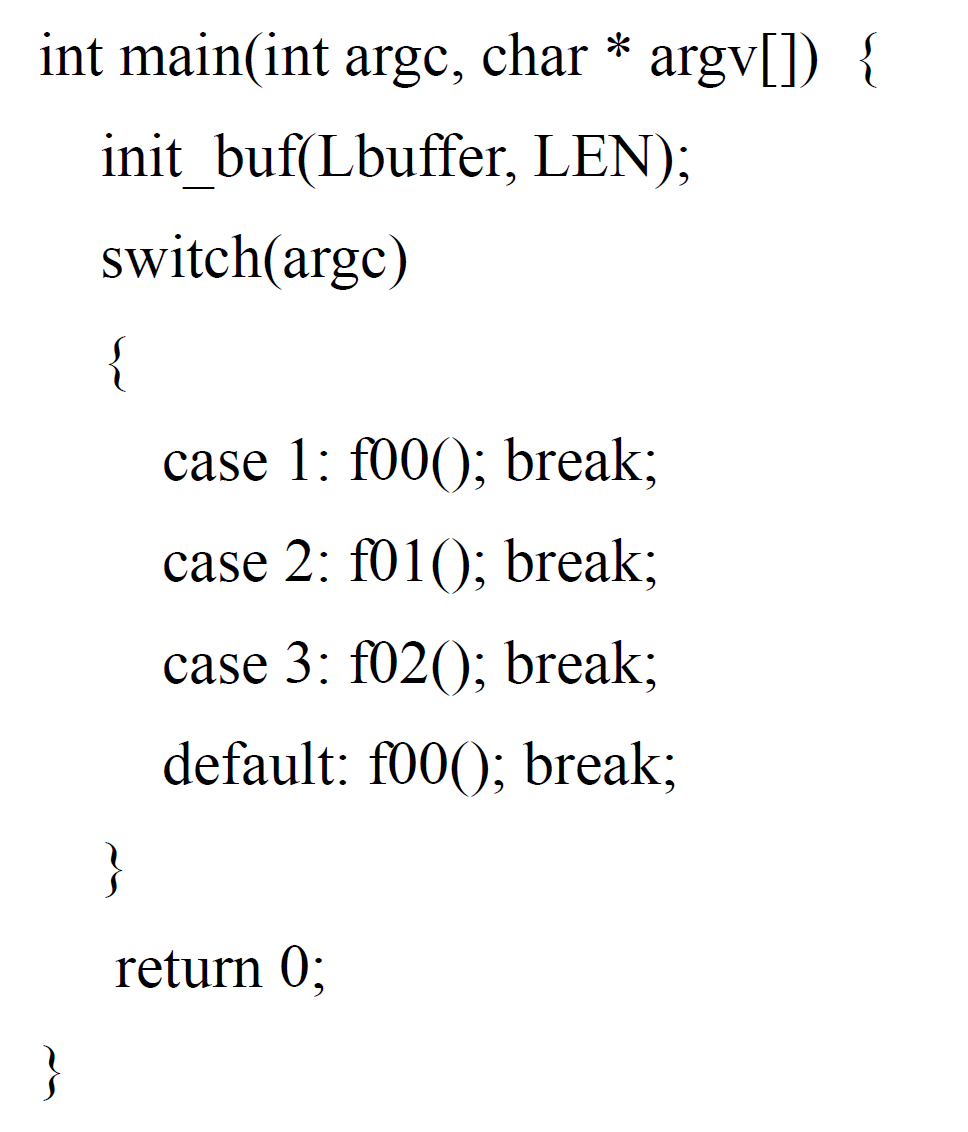 int main(int argc, char * argv[]) {
init_buf(Lbuffer, LEN);
switch(argc)
{
case 1: f00(); break;
case 2: f01(); break;
case 3: f02(); break;
default: f00(); break;
}
return 0;
}